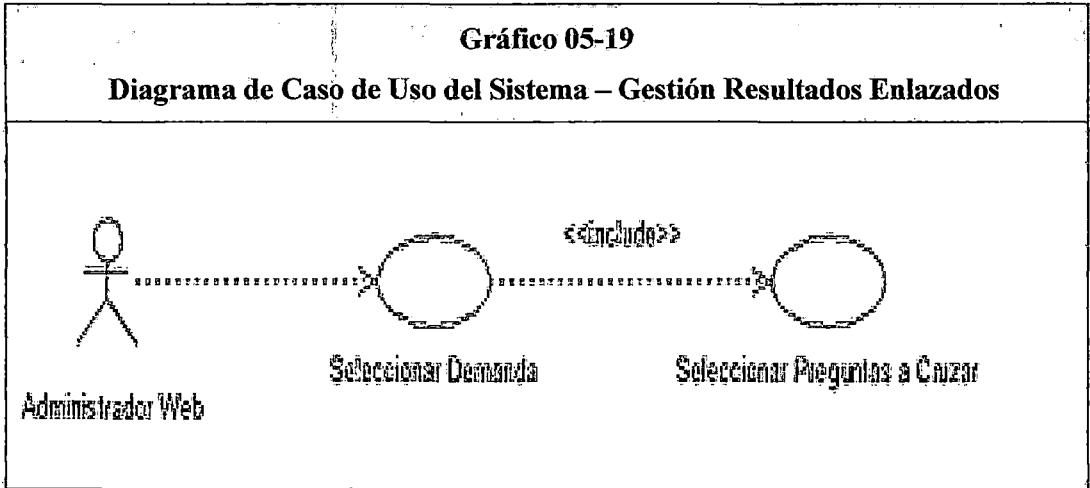 Gráfico 05-19
Diagrama de Caso de Uso del Sistema – Gestión Resultados Enlazados
<<include>>
Seleccionar Demanda
Seleccionar Preguntas a Cruzar
Administrador Web